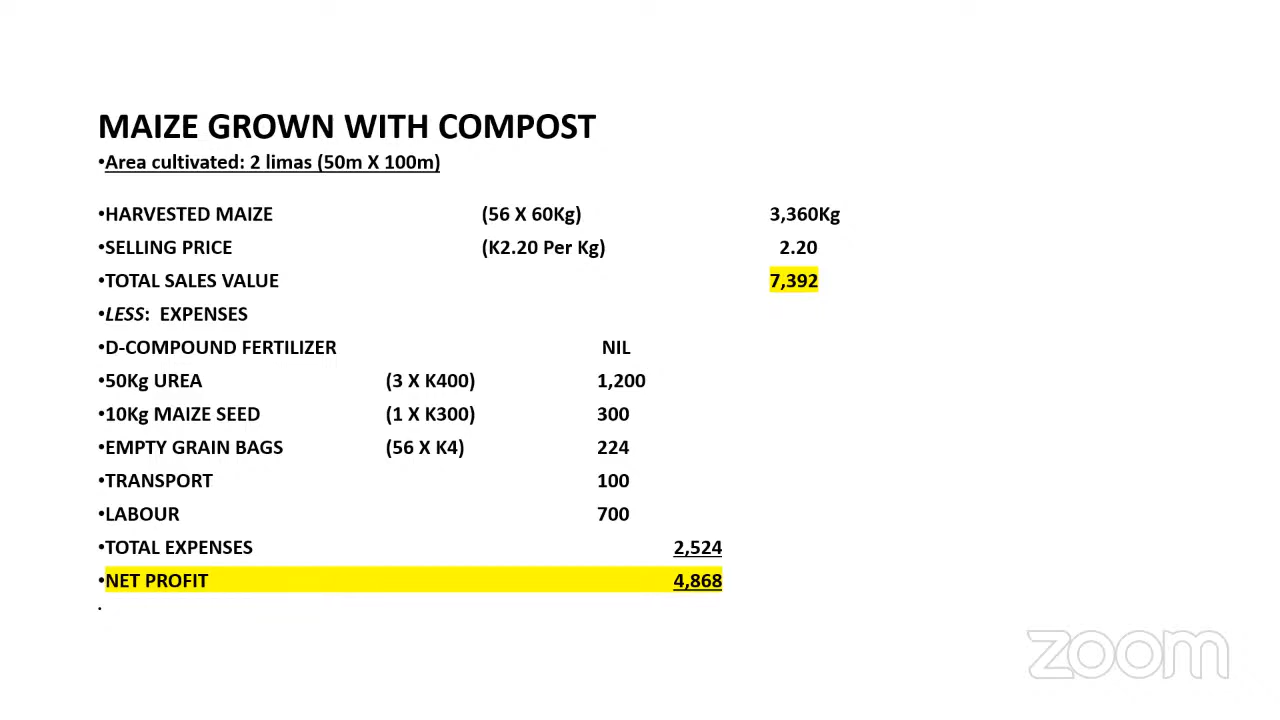 MAIZE GROWN WITH COMPOST
•Area cultivated: 2 limas (50m X 100m)
•HARVESTED MAIZE (56 X 60Kg) 3,360Kg
•SELLING PRICE (K2.20 Per Kg) 2.20
•TOTAL SALES VALUE 7,392
•LESS: EXPENSES
•D-COMPOUND FERTILIZER NIL
•50Kg UREA (3 X K400) 1,200
•10Kg MAIZE SEED (1 X K300) 300
•EMPTY GRAIN BAGS (56 X K4) 224
•TRANSPORT 100
•LABOUR 700
•TOTAL EXPENSES 2,524
•NET PROFIT 4,868
zoom